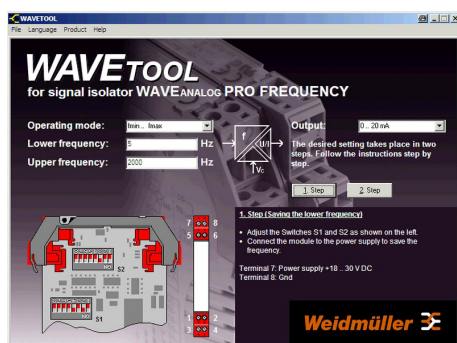 WAVETOOL
File Language Product Help
WAVETOOL
for signal isolator WAVEANALOG PRO FREQUENCY
Operating mode: fmin... fmax
Output: 0 .. 20 mA
Lower frequency: 5 Hz
Upper frequency: 2000 Hz
f
U/I
Vc
The desired setting takes place in two
steps. Follow the instructions step by
step.
1 Step 2 Step
1. Step (Saving the lower frequency)
• Adjust the Switches S1 and S2 as shown on the left.
• Connect the module to the power supply to save the
frequency.
Terminal 7: Power supply +18 .. 30 V DC
Terminal 8: Gnd
7 8
5 6
S2
S1
1 2
3 4
Weidmüller